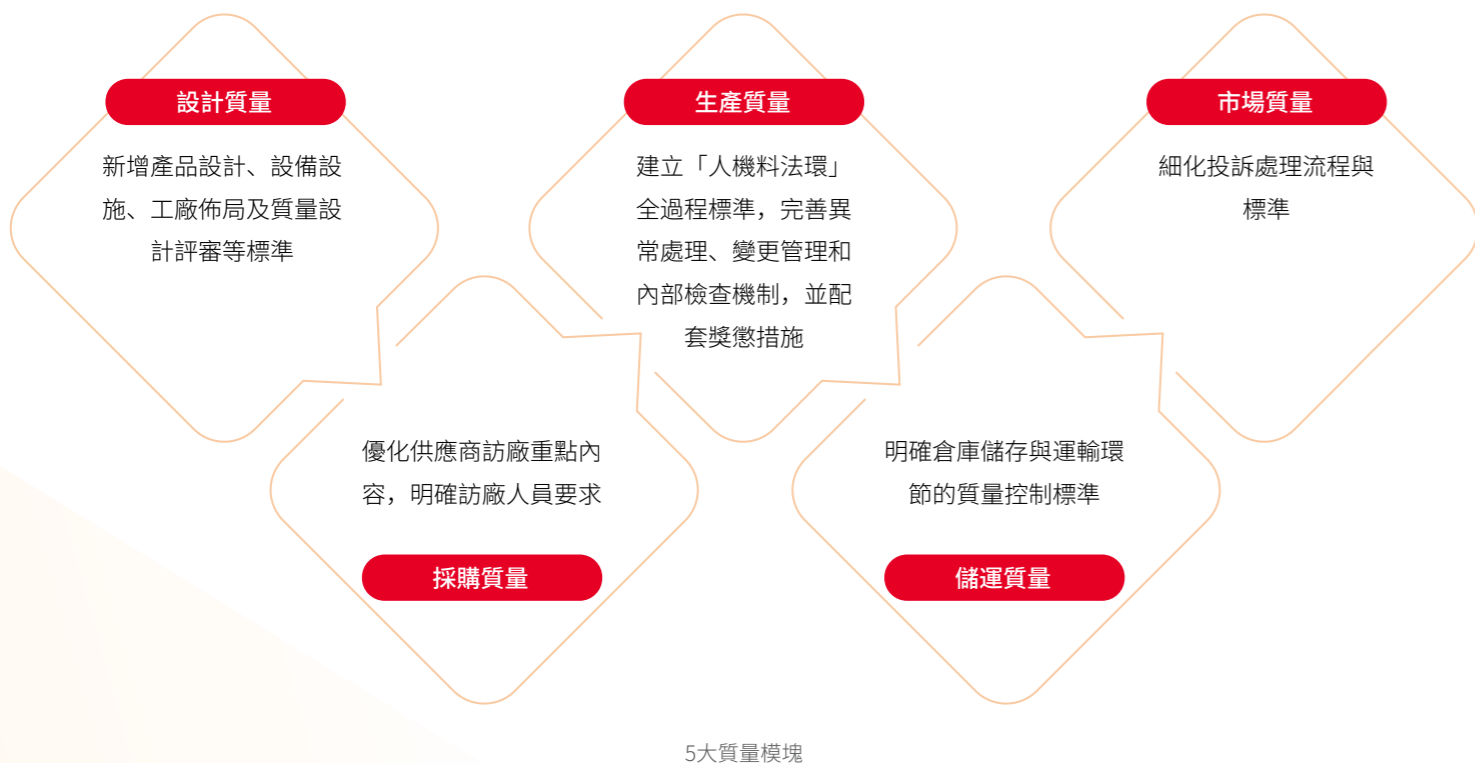 設計質量
新增產品設計、設備設
施、工廠佈局及質量設
計評審等標準
生產質量
建立「人機料法環」
全過程標準，完善異
常處理、變更管理和
內部檢查機制，並配
套獎懲措施
市場質量
細化投訴處理流程與
標準
優化供應商訪廠重點內
容，明確訪廠人員要求
採購質量
明確倉庫儲存與運輸環
節的質量控制標準
儲運質量
5大質量模塊